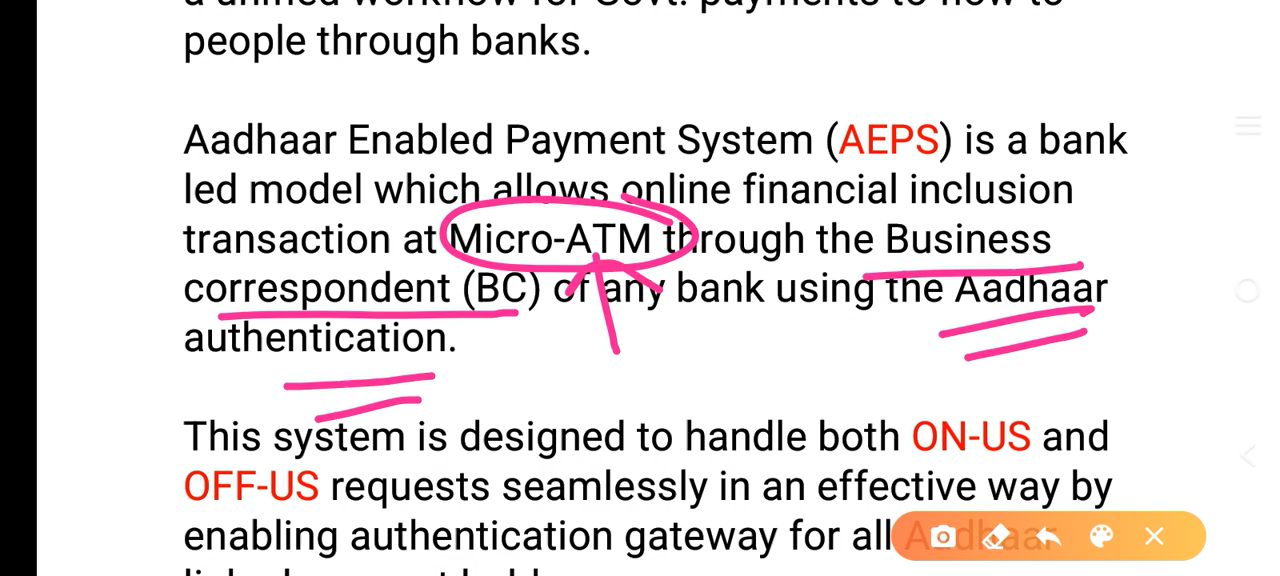 people through banks.
Aadhaar Enabled Payment System (AEPS) is a bank
led model which allows online financial inclusion
transaction at Micro-ATM through the Business
correspondent (BC) of any bank using the Aadhaar
authentication.
This system is designed to handle both ON-US and
OFF-US requests seamlessly in an effective way by
enabling authentication gateway for all Aadhaar